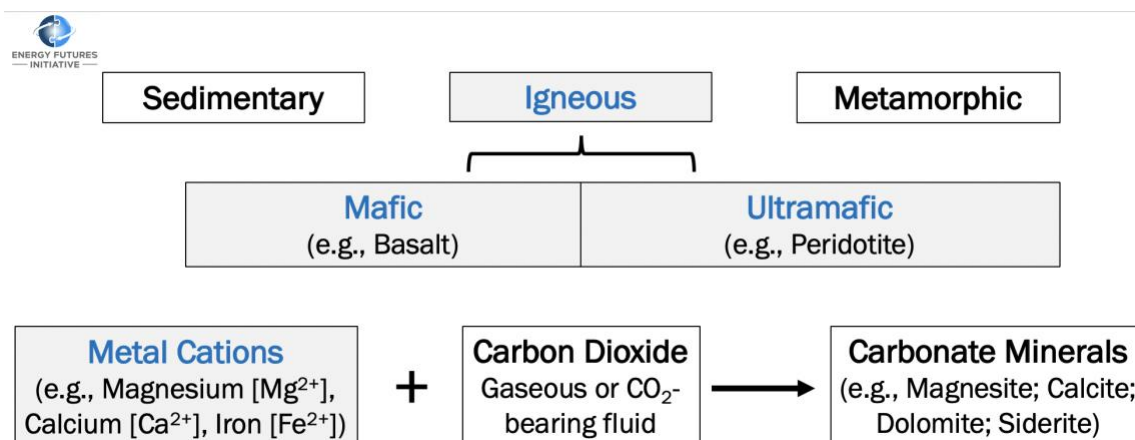 ENERGY FUTURES
INITIATIVE
Sedimentary
Igneous
Metamorphic
Mafic
(e.g., Basalt)
Ultramafic
(e.g., Peridotite)
Metal Cations
(e.g., Magnesium [Mg²⁺],
Calcium [Ca²⁺], Iron [Fe²⁺])
+
Carbon Dioxide
Gaseous or CO₂-
bearing fluid
Carbonate Minerals
(e.g., Magnesite; Calcite;
Dolomite; Siderite)